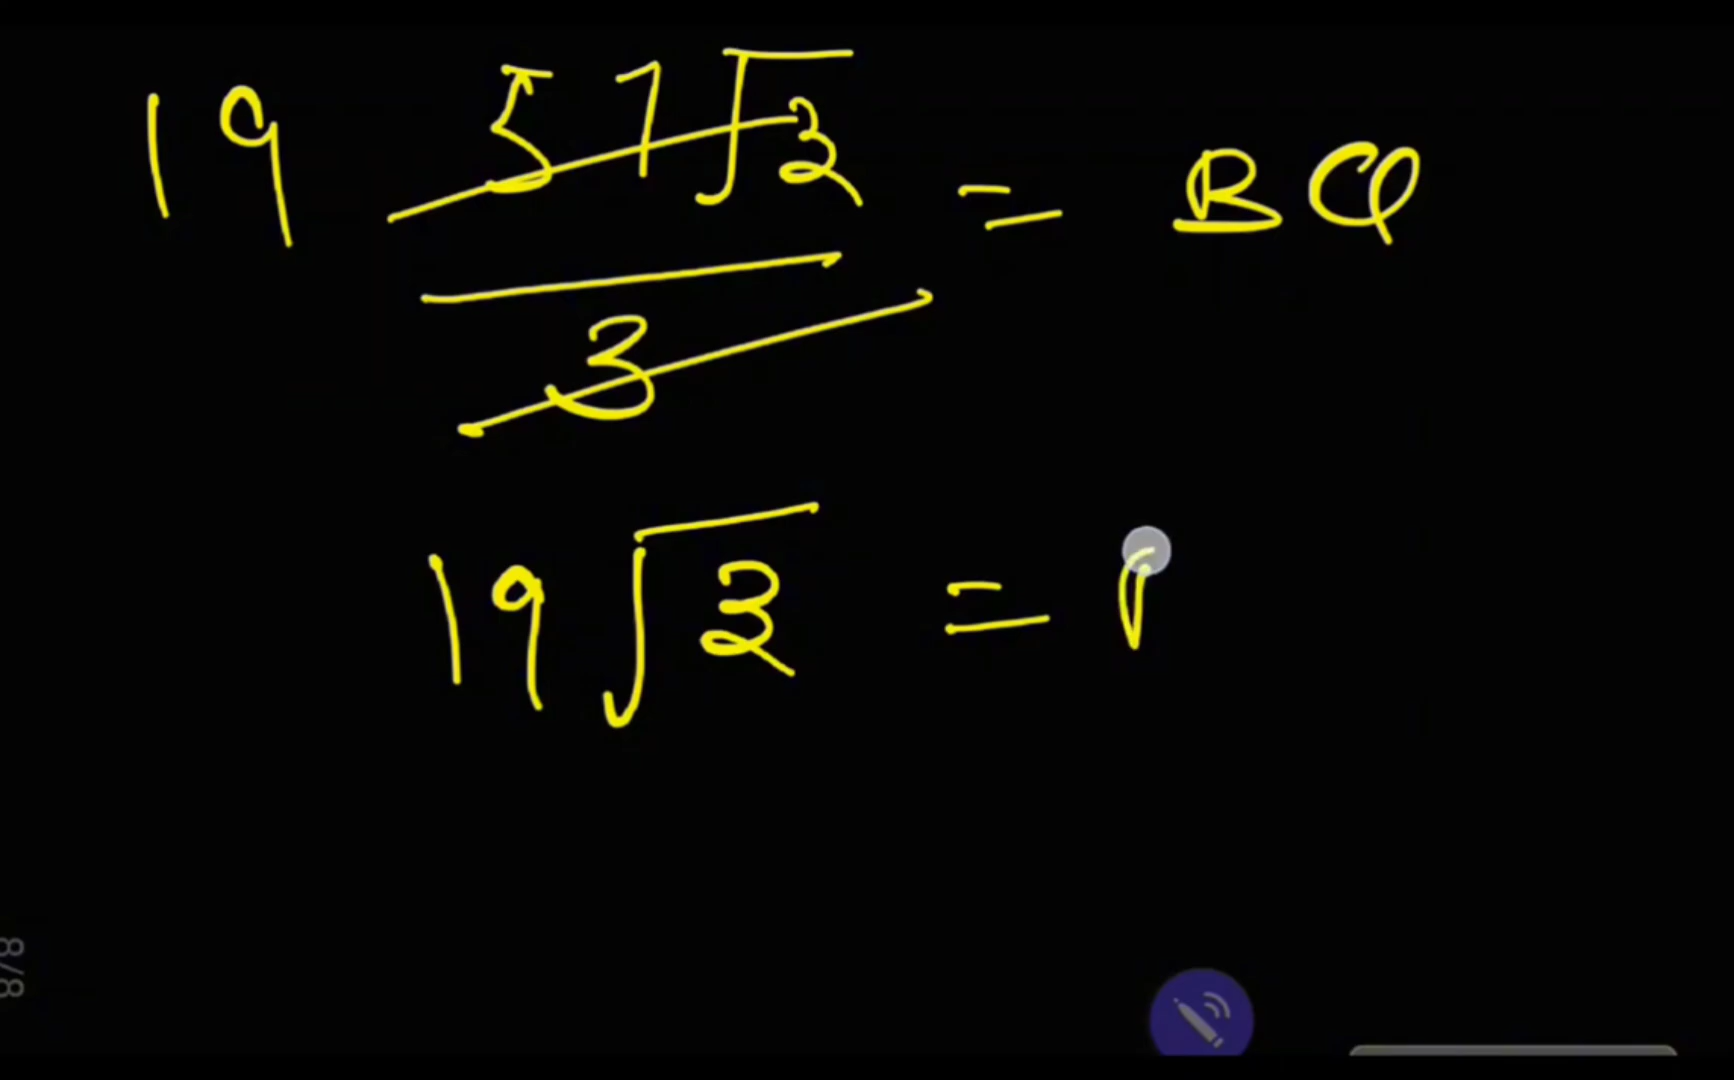 19 57√3 = BQ
3
19√3 =
8/8